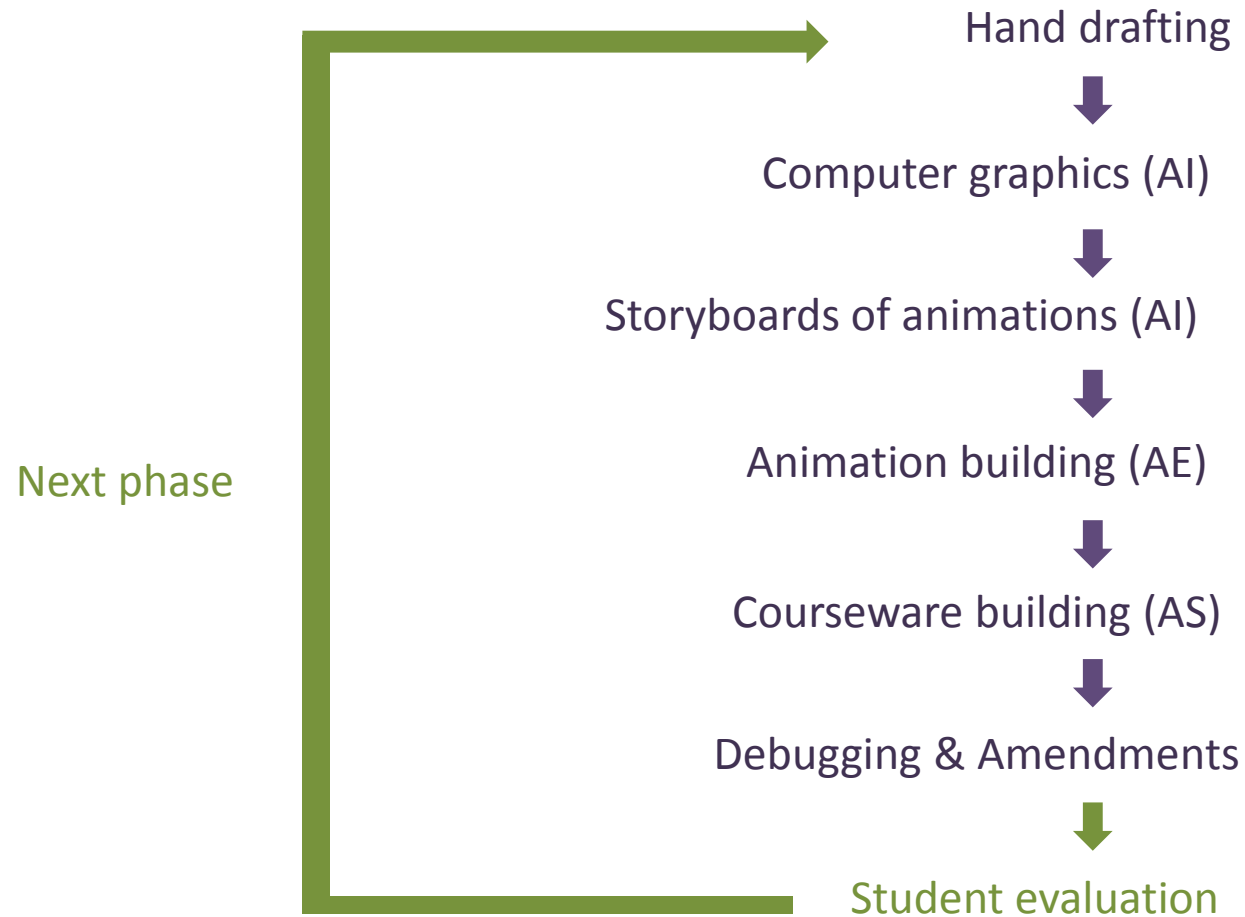 Hand drafting
Computer graphics (AI)
Storyboards of animations (AI)
Animation building (AE)
Next phase
Courseware building (AS)
Debugging & Amendments
Student evaluation